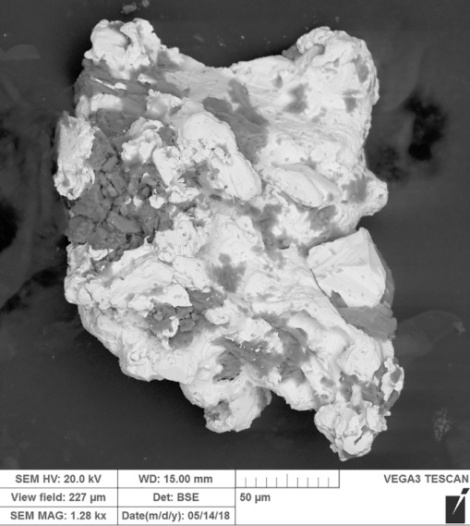 SEM HV: 20.0 kV WD: 15.00 mm VEGA3 TESCAN
View field: 227 µm Det: BSE 50 µm
SEM MAG: 1.28 kx Date(m/d/y): 05/14/18